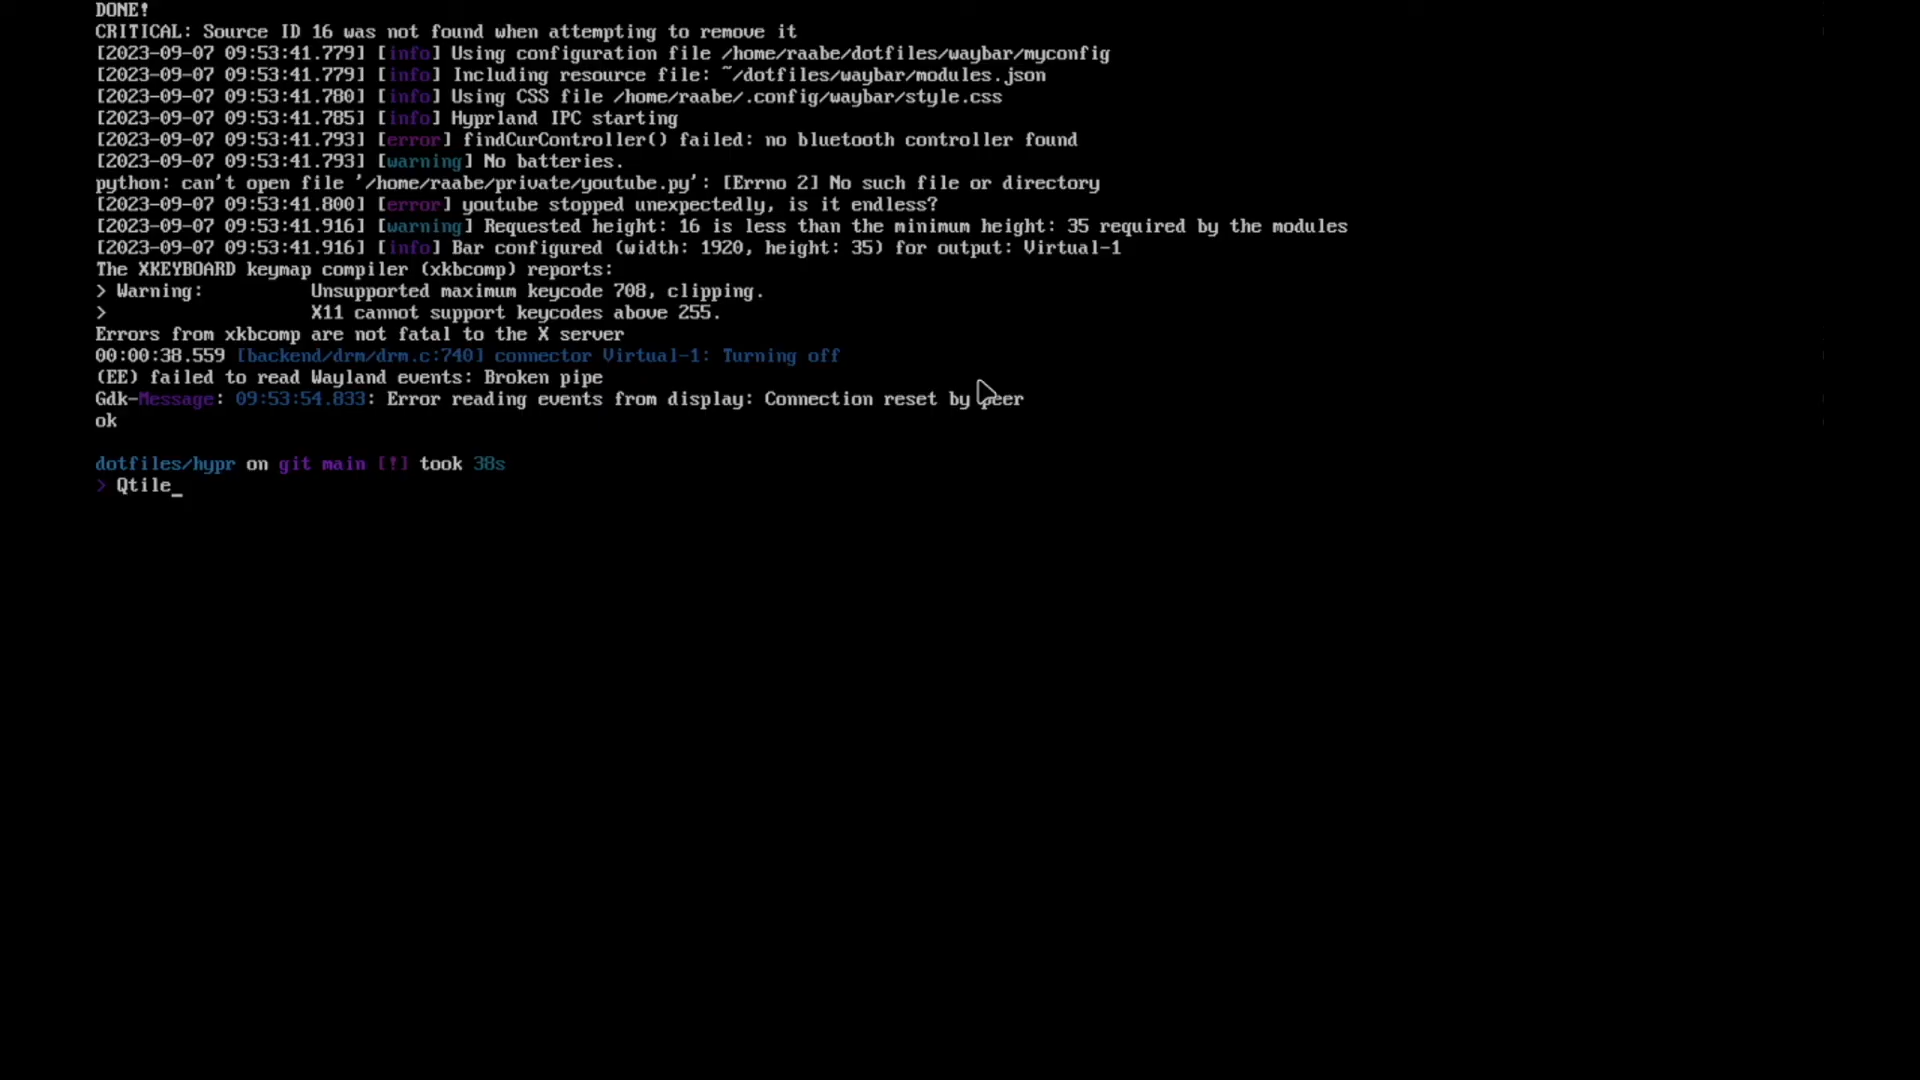 DONE!
CRITICAL: Source ID 16 was not found when attempting to remove it
[2023-09-07 09:53:41.779] [info] Using configuration file /home/raabe/dotfiles/waybar/myconfig
[2023-09-07 09:53:41.779] [info] Including resource file: ~/dotfiles/waybar/modules.json
[2023-09-07 09:53:41.780] [info] Using CSS file /home/raabe/.config/waybar/style.css
[2023-09-07 09:53:41.785] [info] Hyprland IPC starting
[2023-09-07 09:53:41.793] [error] findCurController() failed: no bluetooth controller found
[2023-09-07 09:53:41.793] [warning] No batteries.
python: can't open file '/home/raabe/private/youtube.py': [Errno 2] No such file or directory
[2023-09-07 09:53:41.800] [error] youtube stopped unexpectedly, is it endless?
[2023-09-07 09:53:41.916] [warning] Requested height: 16 is less than the minimum height: 35 required by the modules
[2023-09-07 09:53:41.916] [info] Bar configured (width: 1920, height: 35) for output: Virtual-1
The XKEYBOARD keymap compiler (xkbcomp) reports:
> Warning:          Unsupported maximum keycode 708, clipping.
>                   X11 cannot support keycodes above 255.
Errors from xkbcomp are not fatal to the X server
00:00:38.559 [backend/drm/drm.c:740] connector Virtual-1: Turning off
(EE) failed to read Wayland events: Broken pipe
Gdk-Message: 09:53:54.833: Error reading events from display: Connection reset by peer
ok
dotfiles/hypr on git main [!] took 38s
> Qtile_